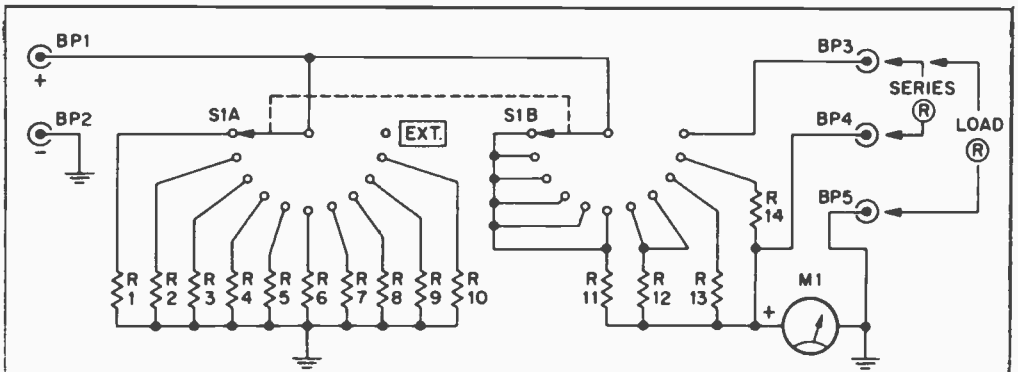 BP1
+
BP2
-
S1A
EXT.
S1B
BP3
SERIES
R
BP4
LOAD
R
BP5
R 14
R 1
R 2
R 3
R 4
R 5
R 6
R 7
R 8
R 9
R 10
R 11
R 12
R 13
+
M1